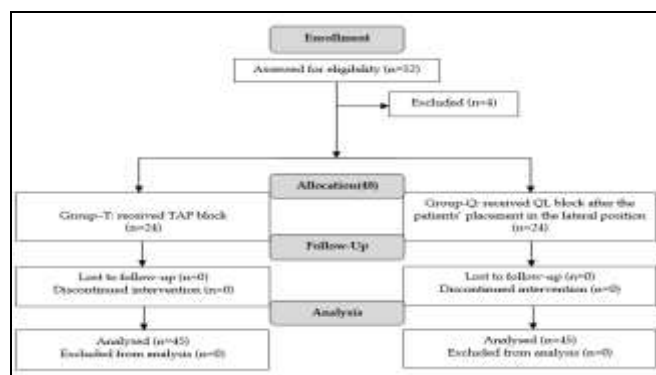 Enrollment
Assessed for eligibility (n=52)
Excluded (n=4)
Allocation(48)
Group-T: received TAP block
(n=24)
Group-Q: received QL block after the
patients' placement in the lateral position
(n=24)
Follow-Up
Lost to follow-up (n=0)
Discontinued intervention (n=0)
Lost to follow-up (n=0)
Discontinued intervention (n=0)
Analysis
Analysed (n=45)
Excluded from analysis (n=0)
Analysed (n=45)
Excluded from analysis (n=0)